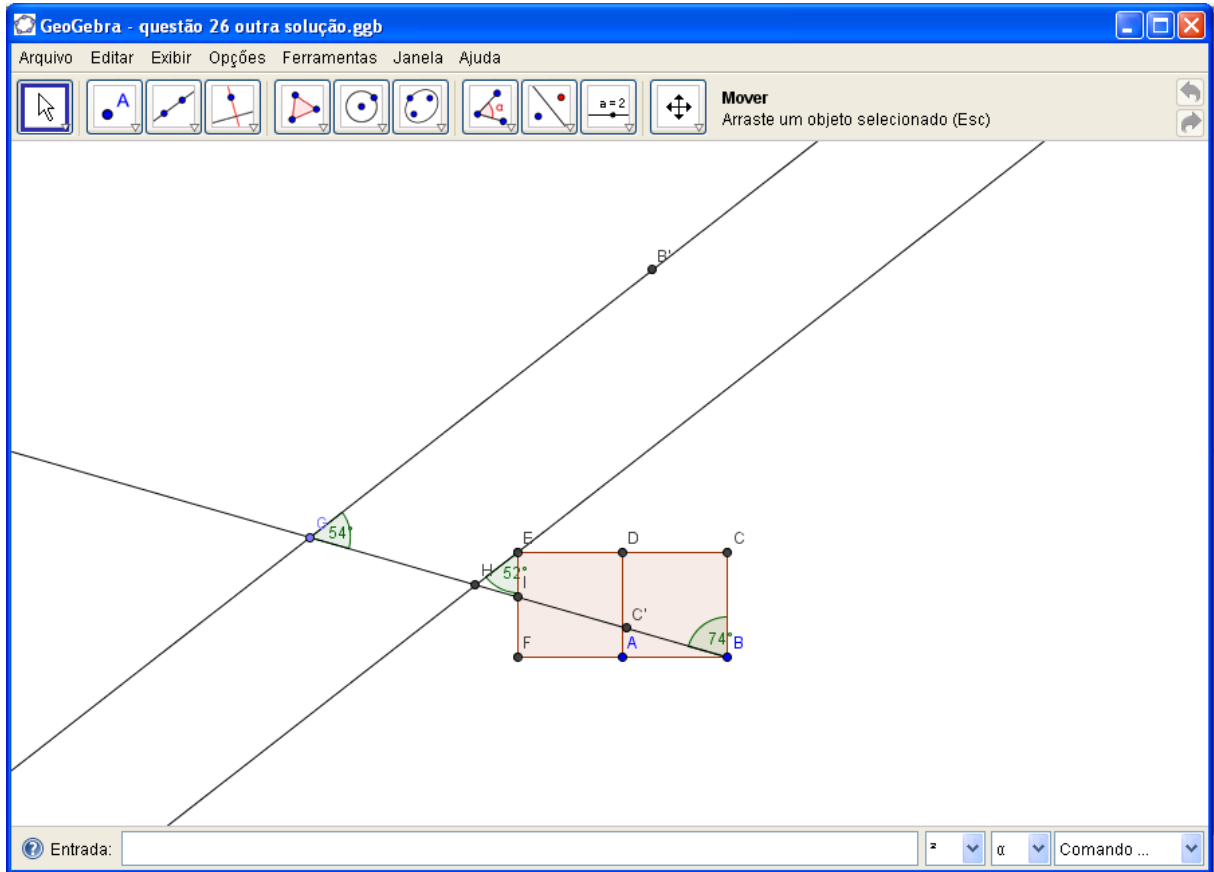 GeoGebra - questão 26 outra solução.ggb
Arquivo Editar Exibir Opções Ferramentas Janela Ajuda
A
α
a = 2
Mover
Arraste um objeto selecionado (Esc)
B'
G
54°
E
D
C
H
52°
I
C'
F
A
74°
B
Entrada:
²
α
Comando ...